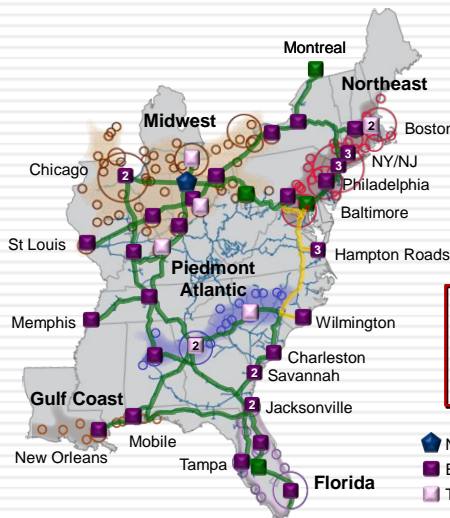 Montreal
Northeast
Midwest
2
Boston
Chicago
2
3
NY/NJ
3
Philadelphia
Baltimore
St Louis
3
Hampton Roads
Piedmont
Atlantic
Memphis
Wilmington
2
Charleston
2
Savannah
Gulf Coast
2
Jacksonville
Mobile
New Orleans
Tampa
Florida
N
E
T